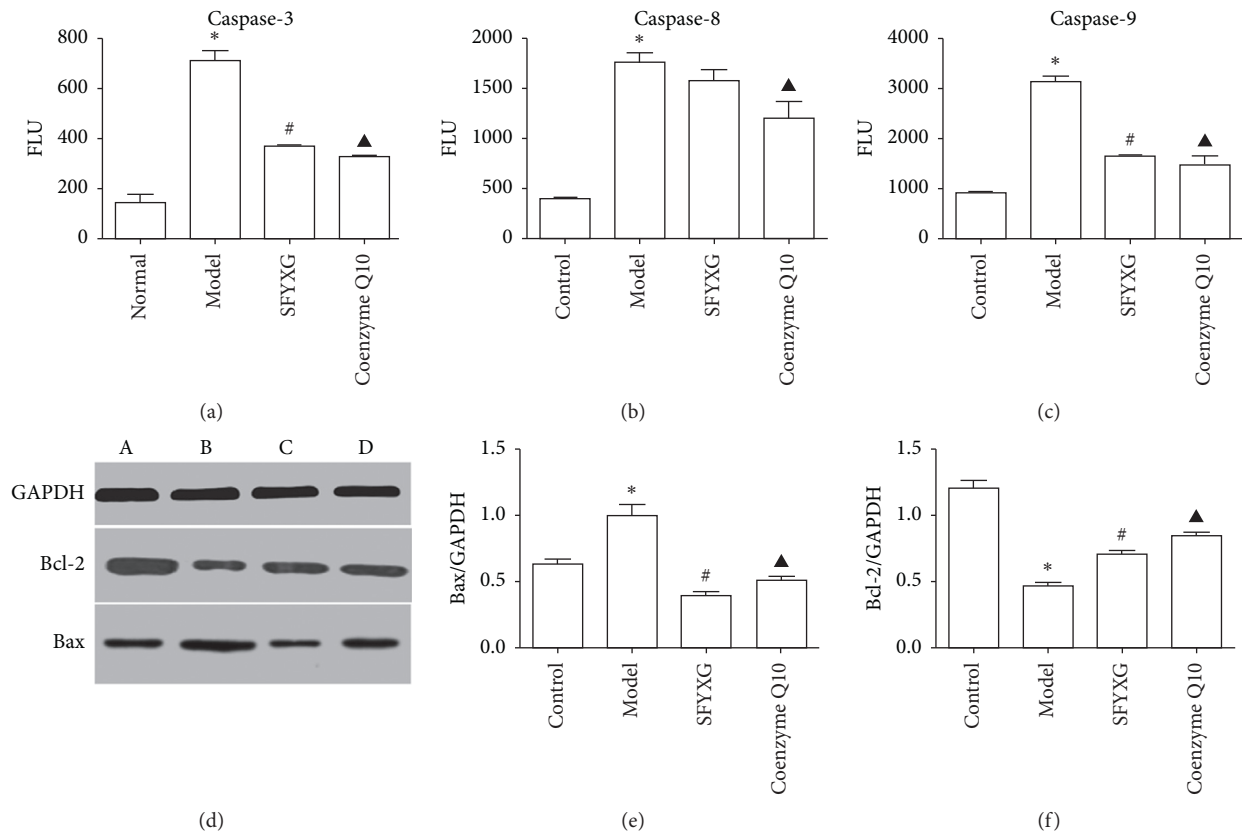 Caspase-3
800
600
400
200
0
FLU
*
#
▲
Normal
Model
SFYXG
Coenzyme Q10
(a)
Caspase-8
2000
1500
1000
500
0
FLU
*
▲
Control
Model
SFYXG
Coenzyme Q10
(b)
Caspase-9
4000
3000
2000
1000
0
FLU
*
#
▲
Control
Model
SFYXG
Coenzyme Q10
(c)
A B C D
GAPDH
Bcl-2
Bax
(d)
1.5
1.0
0.5
0.0
Bax/GAPDH
*
#
▲
Control
Model
SFYXG
Coenzyme Q10
(e)
1.5
1.0
0.5
0.0
Bcl-2/GAPDH
*
#
▲
Control
Model
SFYXG
Coenzyme Q10
(f)